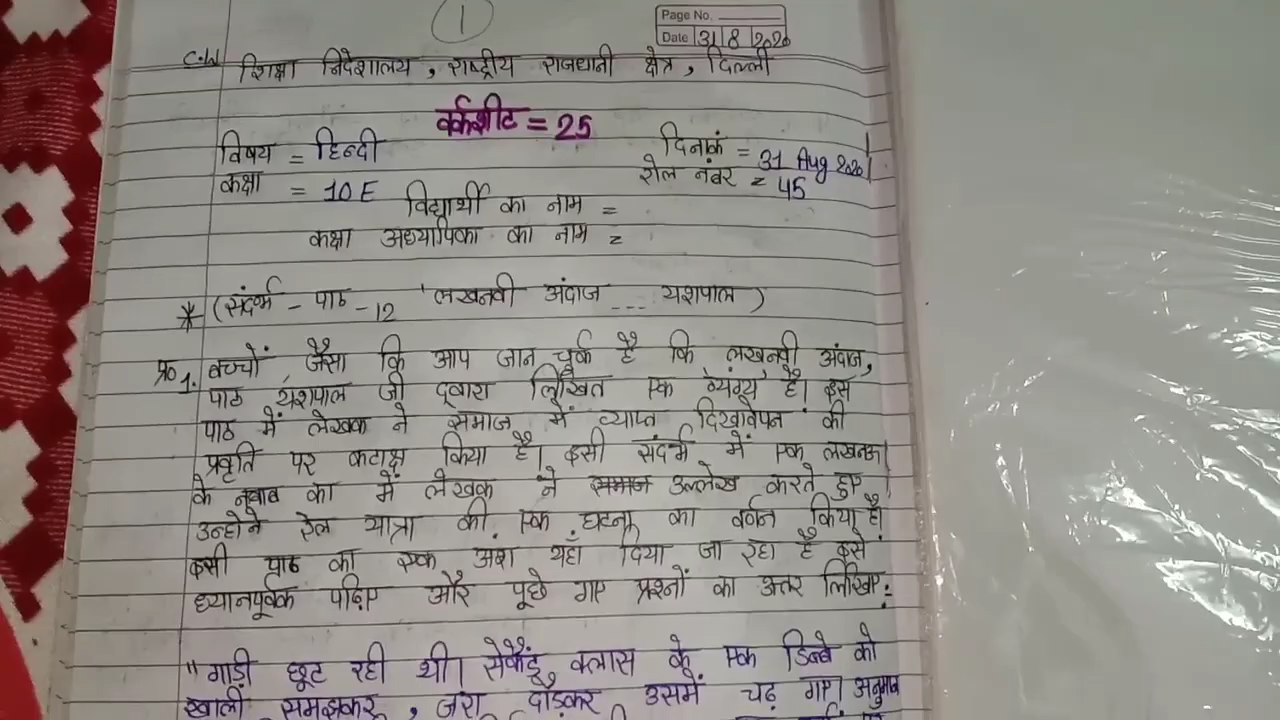 1
Page No.
Date 31 8 2020
C.W शिक्षा निदेशालय, राष्ट्रीय राजधानी क्षेत्र, दिल्ली
वर्कशीट = 25
विषय = हिन्दी
दिनाकं = 31 Aug 2020
कक्षा = 10 E
रोल नंबर = 45
विद्यार्थी का नाम =
कक्षा अध्यापिका का नाम =
* (संदर्भ - पाठ -12 'लखनवी अंदाज --- यशपाल )
प्र० 1. बच्चों जैसा कि आप जान चुके है कि लखनवी अंदाज,
पाठ यशपाल जी दवारा लिखित एक व्यंग्य है। इस
पाठ में लेखक ने समाज में व्याप्त दिखावेपन की
प्रवृति पर कटाक्ष किया है। इसी संदर्भ में एक लखनऊ
के नवाब का में लेखक ने समाज उल्लेख करते हुए
उन्होने रेल यात्रा की एक घटना का वर्णन किया है।
इसी पाठ का एक अंश यहाँ दिया जा रहा है इसे
ध्यानपूर्वक पढ़िए और पूछे गए प्रश्नों का उत्तर लिखिए:
"गाड़ी छूट रही थी। सेकेंड क्लास के एक डिब्बे को
खाली समझकर, जरा दौड़कर उसमें चढ़ गए। अनुमान